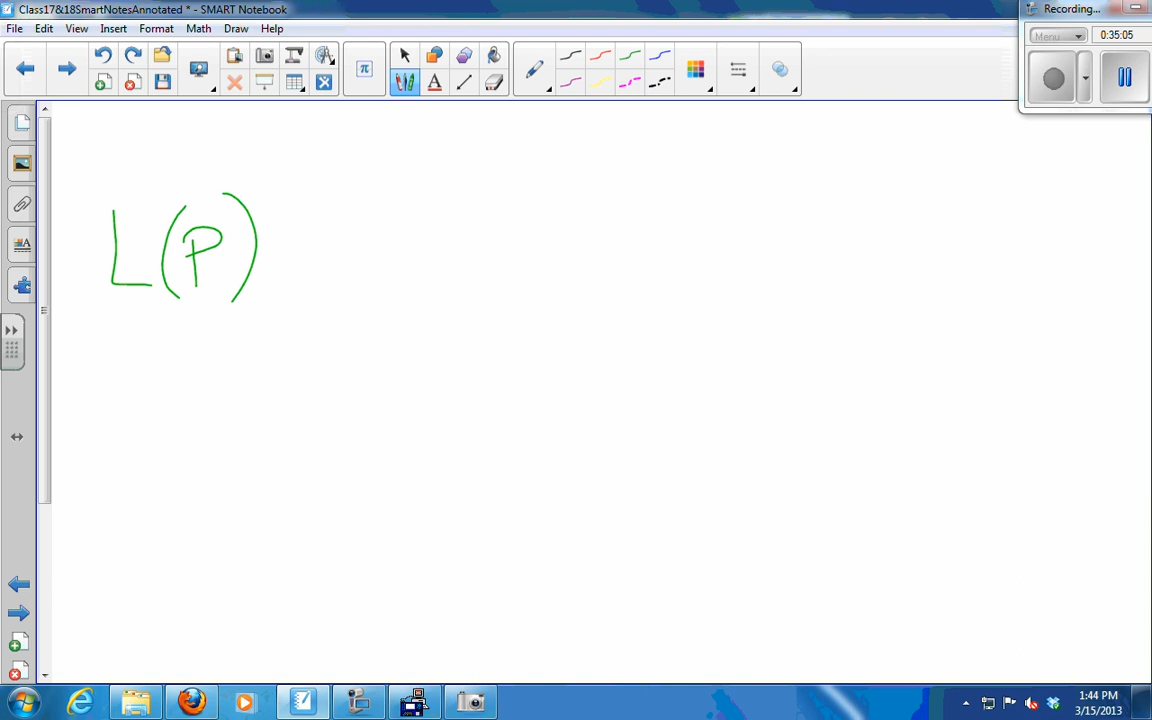 Class17&18SmartNotesAnnotated * - SMART Notebook
Recording...
File Edit View Insert Format Math Draw Help
Menu
0:35:05
π
A
L(P)
1:44 PM
3/15/2013